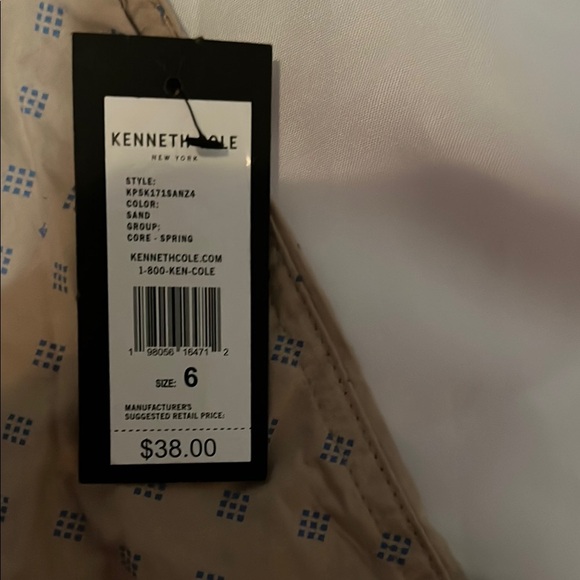 KENNETH COLE
NEW YORK
STYLE:
KPSK171SANZ4
COLOR:
SAND
GROUP:
CORE - SPRING
KENNETHCOLE.COM
1-800-KEN-COLE
1 98056 16471 2
SIZE: 6
MANUFACTURER'S
SUGGESTED RETAIL PRICE:
$38.00